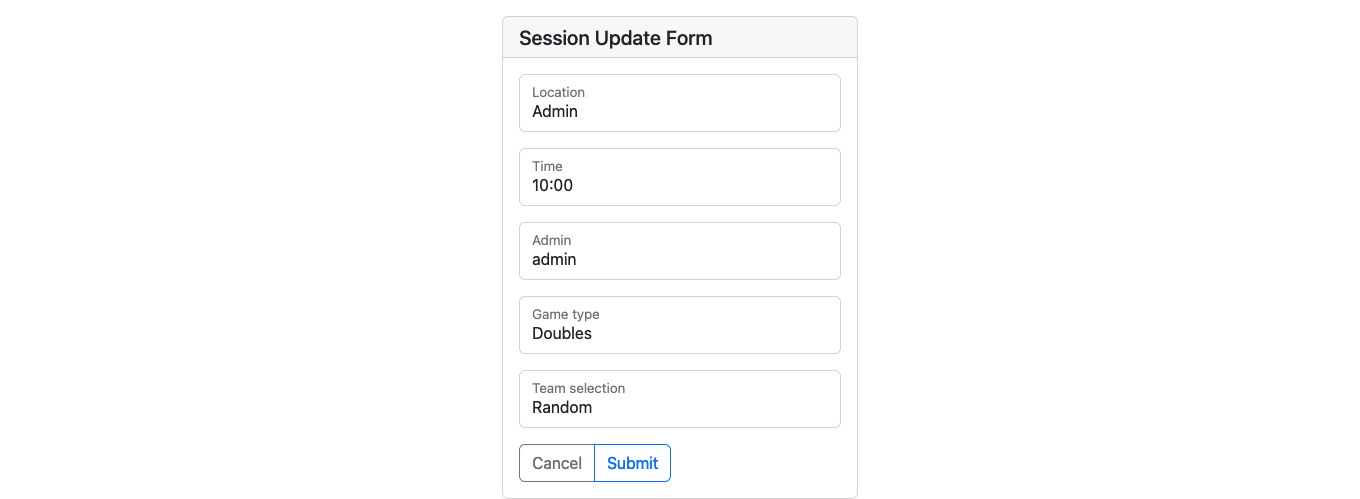 Session Update Form
Location
Admin
Time
10:00
Admin
admin
Game type
Doubles
Team selection
Random
Cancel Submit